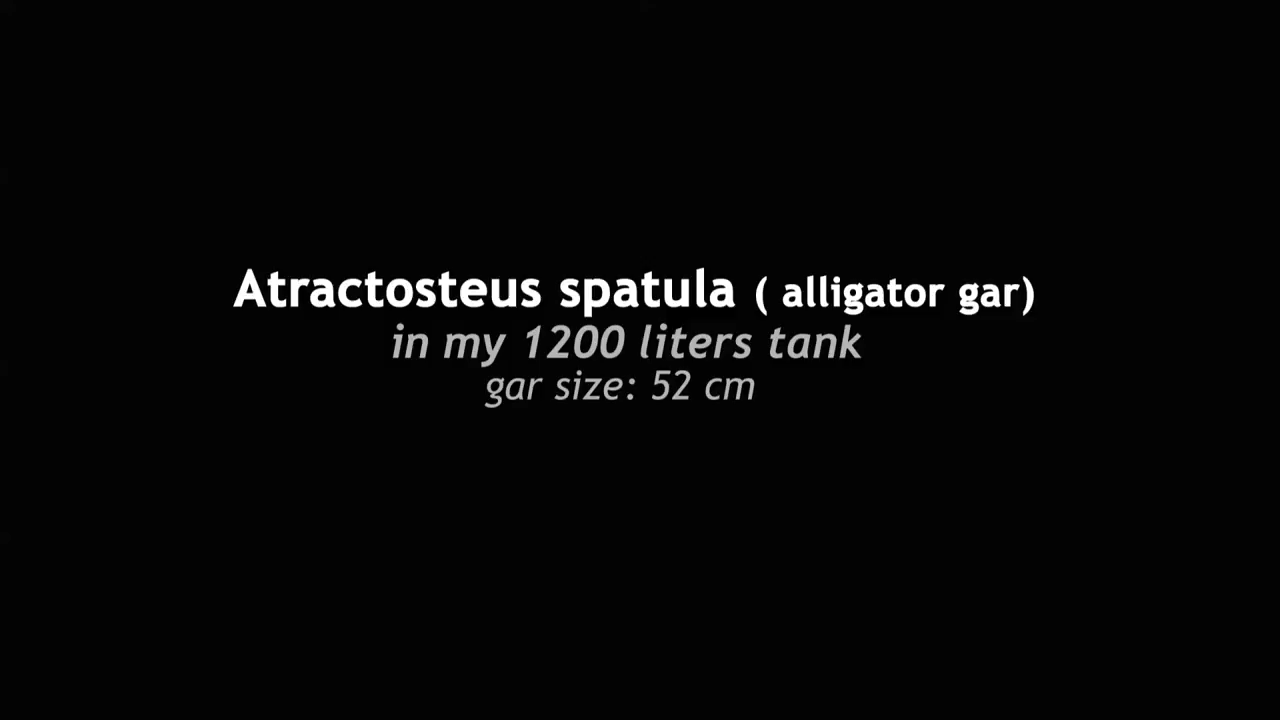 Atractosteus spatula ( alligator gar)
in my 1200 liters tank
gar size: 52 cm